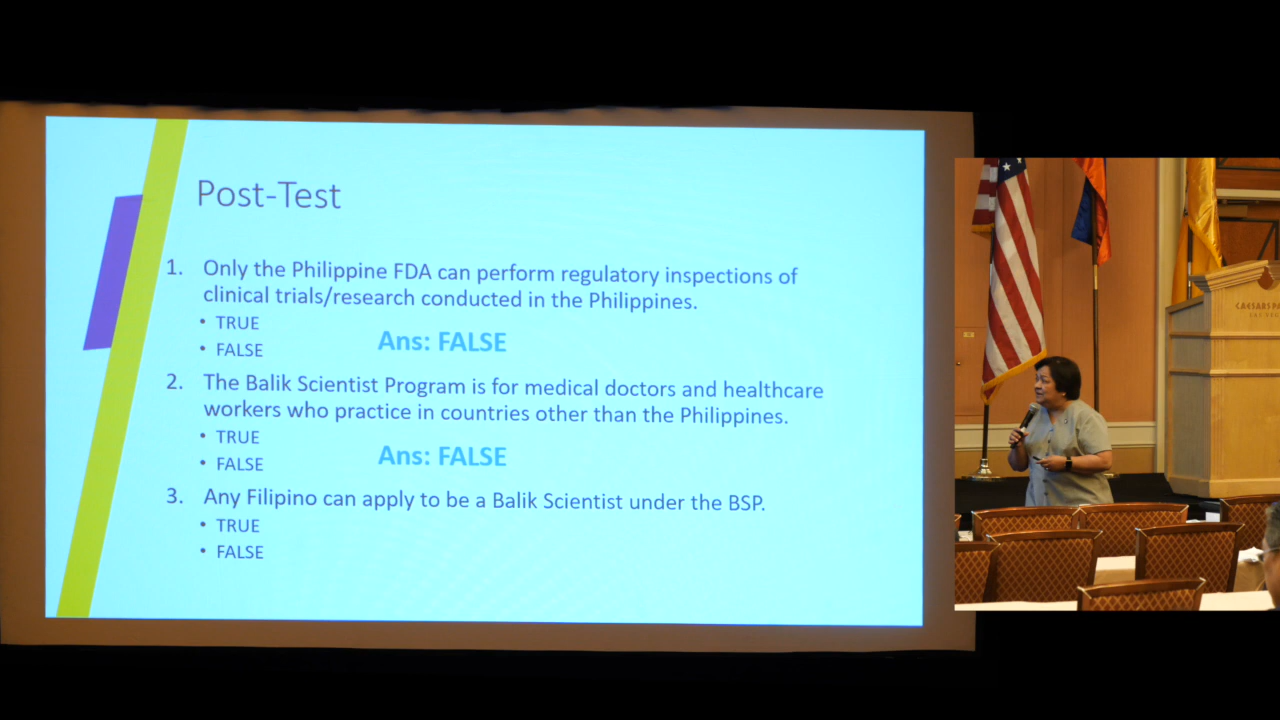 Post-Test
1. Only the Philippine FDA can perform regulatory inspections of
clinical trials/research conducted in the Philippines.
• TRUE
• FALSE
Ans: FALSE
2. The Balik Scientist Program is for medical doctors and healthcare
workers who practice in countries other than the Philippines.
• TRUE
• FALSE
Ans: FALSE
3. Any Filipino can apply to be a Balik Scientist under the BSP.
• TRUE
• FALSE
CAESARS